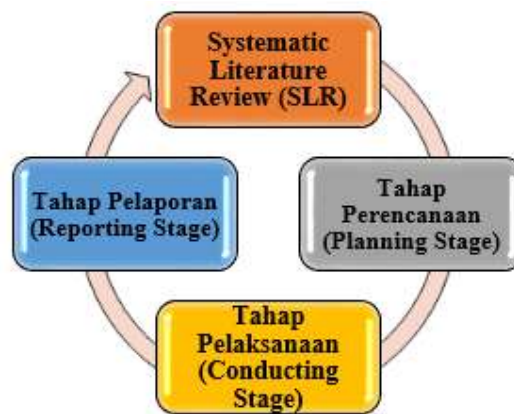 Systematic
Literature
Review (SLR)
Tahap
Perencanaan
(Planning Stage)
Tahap
Pelaksanaan
(Conducting
Stage)
Tahap Pelaporan
(Reporting Stage)